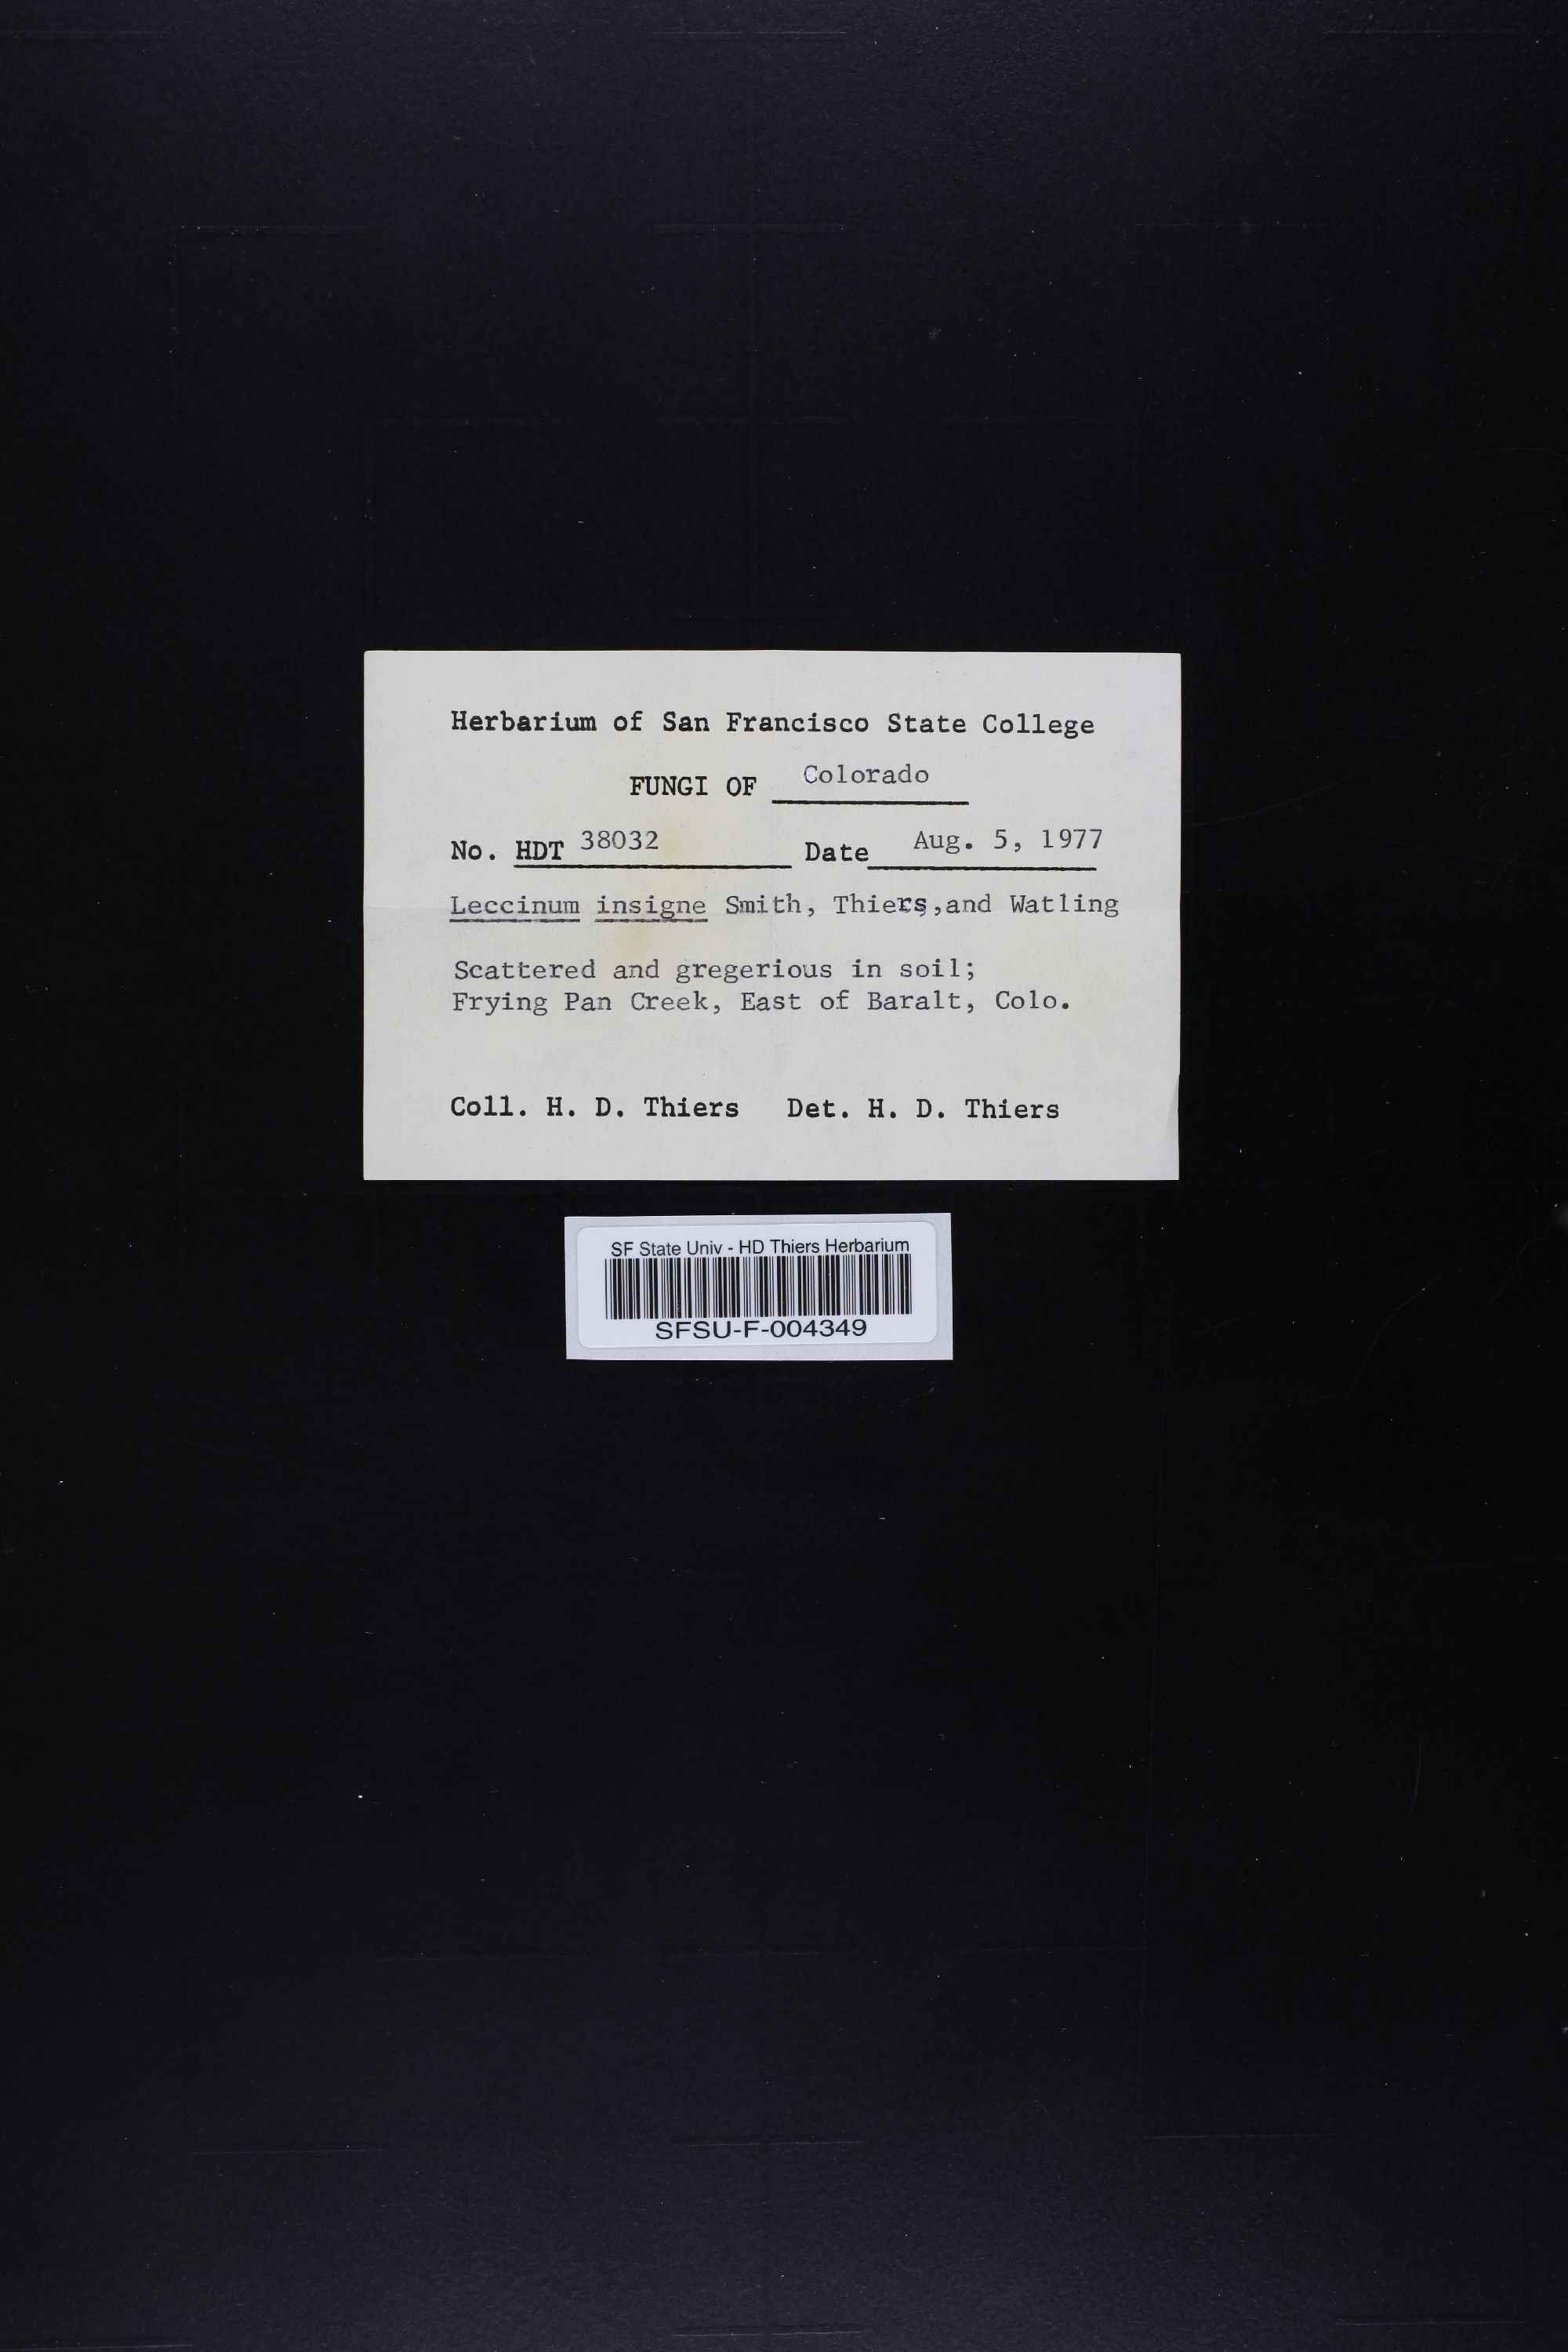 Herbarium of San Francisco State College
FUNGI OF Colorado
No. HDT 38032 Date Aug. 5, 1977
Leccinum insigne Smith, Thiers,and Watling
Scattered and gregerious in soil;
Frying Pan Creek, East of Baralt, Colo.
Coll. H. D. Thiers Det. H. D. Thiers
SF State Univ - HD Thiers Herbarium
SFSU-F-004349